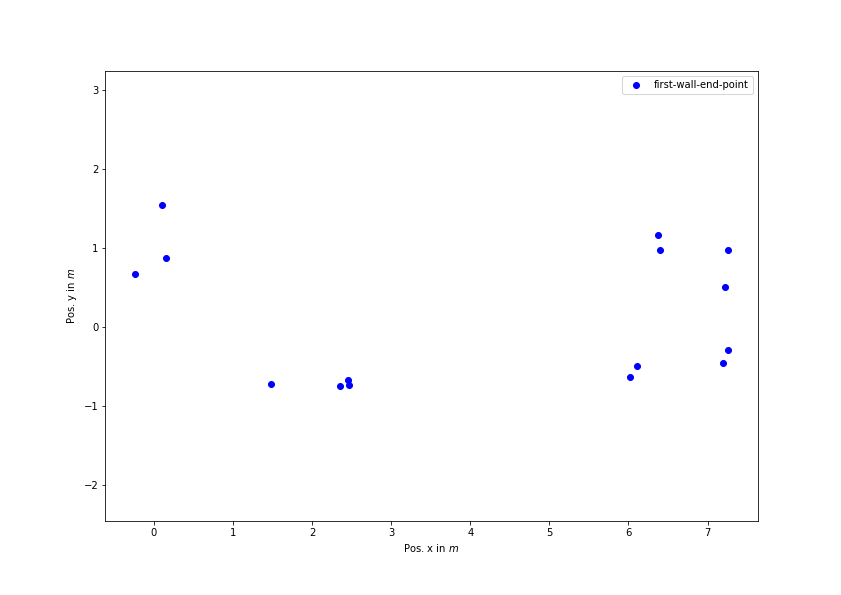 first-wall-end-point
3
2
1
0
−1
−2
Pos. y in m
0 1 2 3 4 5 6 7
Pos. x in m